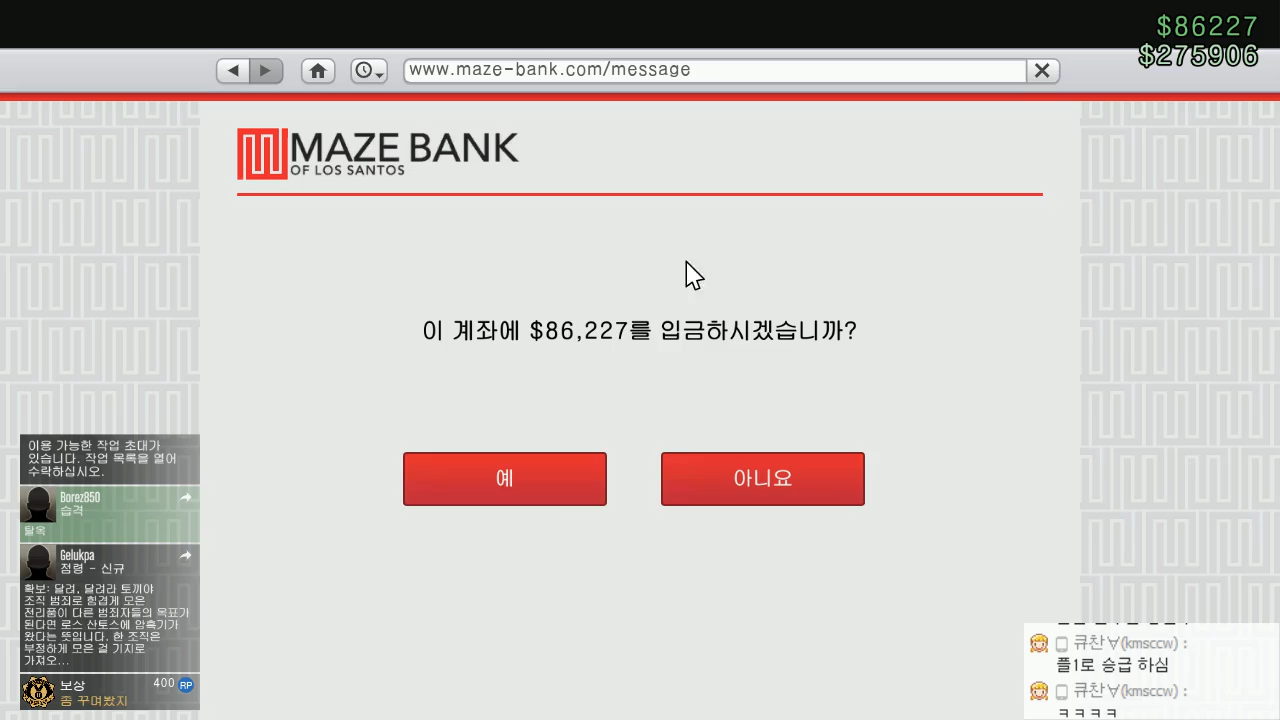 $86227
$275906
www.maze-bank.com/message
MAZE BANK
OF LOS SANTOS
이 계좌에 $86,227를 입금하시겠습니까?
예
아니요
이용 가능한 작업 초대가
있습니다. 작업 목록을 열어
수락하십시오.
Borez850
습격
탈옥
Gelukpa
점령 - 신규
확보: 달려, 달려라 토끼야
조직 범죄로 힘겹게 모은
전리품이 다른 범죄자들의 목표가
된다면 로스 산토스에 암흑기가
왔다는 뜻입니다. 한 조직은
부정하게 모은 걸 기지로
가져오...
보상
400 RP
좀 꾸며봤지
큐찬∀(kmsccw) :
플1로 승급 하심
큐찬∀(kmsccw) :
ㅋㅋㅋㅋ